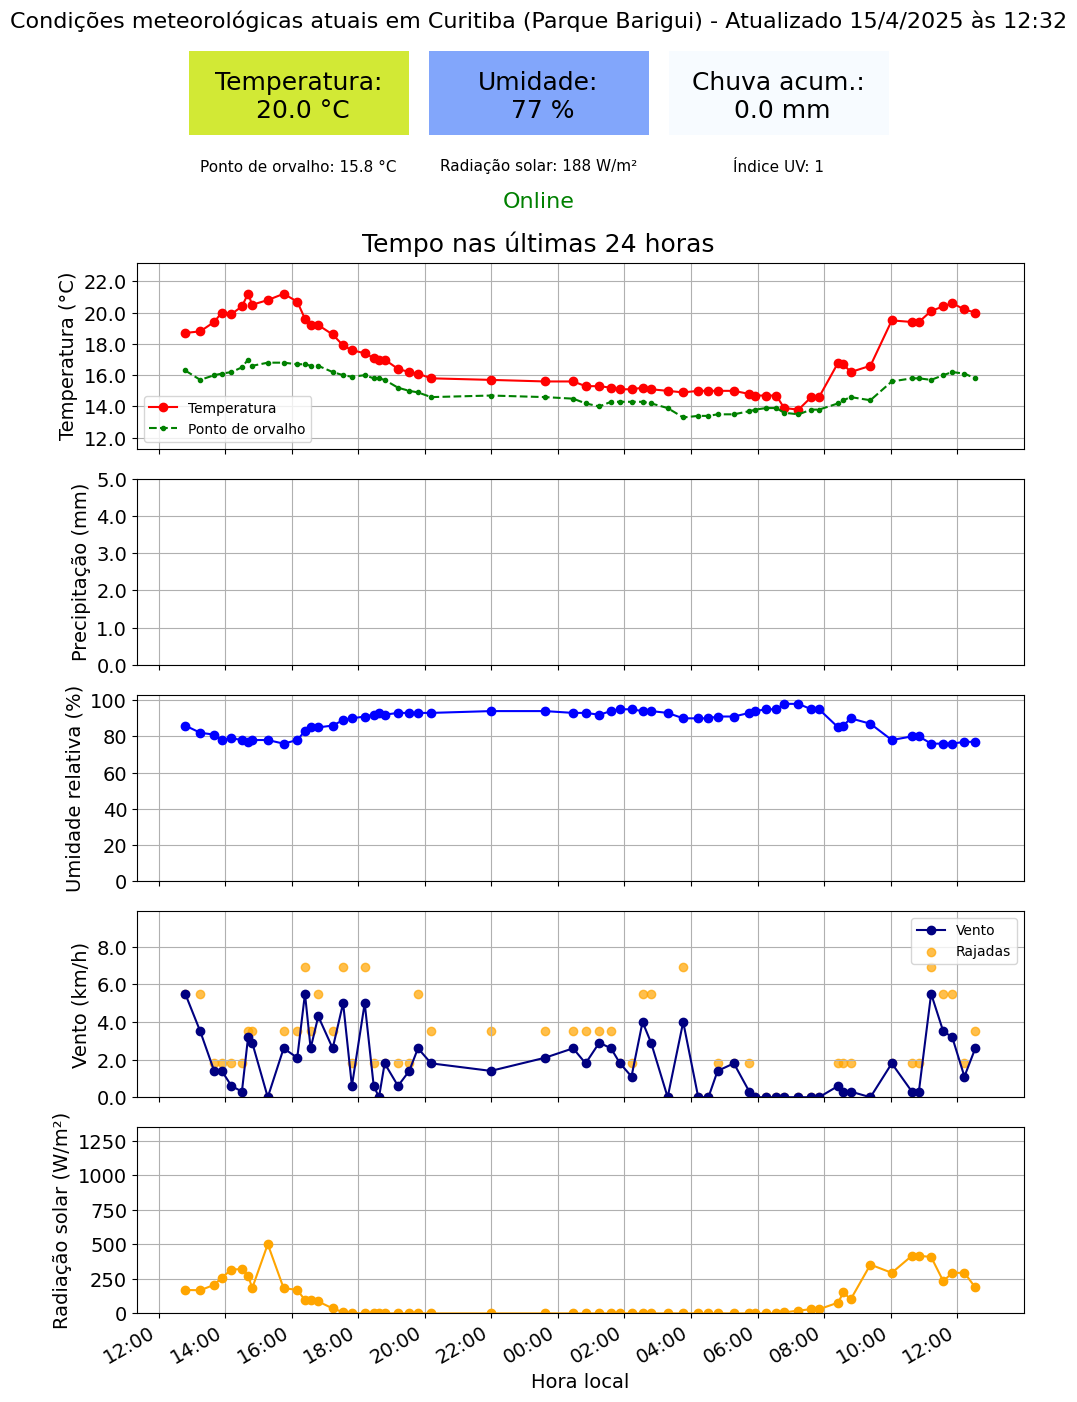 Condições meteorológicas atuais em Curitiba (Parque Barigui) - Atualizado 15/4/2025 às 12:32
Temperatura:
20.0 °C
Umidade:
77 %
Chuva acum.:
0.0 mm
Ponto de orvalho: 15.8 °C
Radiação solar: 188 W/m²
Índice UV: 1
Online
Tempo nas últimas 24 horas
Temperatura (°C)
22.0
20.0
18.0
16.0
14.0
12.0
Temperatura
Ponto de orvalho
Precipitação (mm)
5.0
4.0
3.0
2.0
1.0
0.0
Umidade relativa (%)
100
80
60
40
20
0
Vento (km/h)
8.0
6.0
4.0
2.0
0.0
Vento
Rajadas
Radiação solar (W/m²)
1250
1000
750
500
250
0
12:00
14:00
16:00
18:00
20:00
22:00
00:00
02:00
04:00
06:00
08:00
10:00
12:00
Hora local